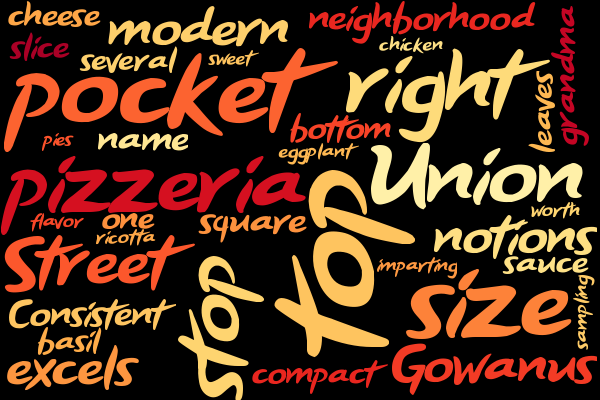 cheese
modern
neighborhood
grandma
slice
several
sweet
chicken
pocket
right
leaves
pies
name
bottom
eggplant
pizzeria
Union
flavor
one
square
top
worth
ricotta
notions
Street
imparting
sauce
stop
size
sampling
Consistent
basil
excels
compact
Gowanus